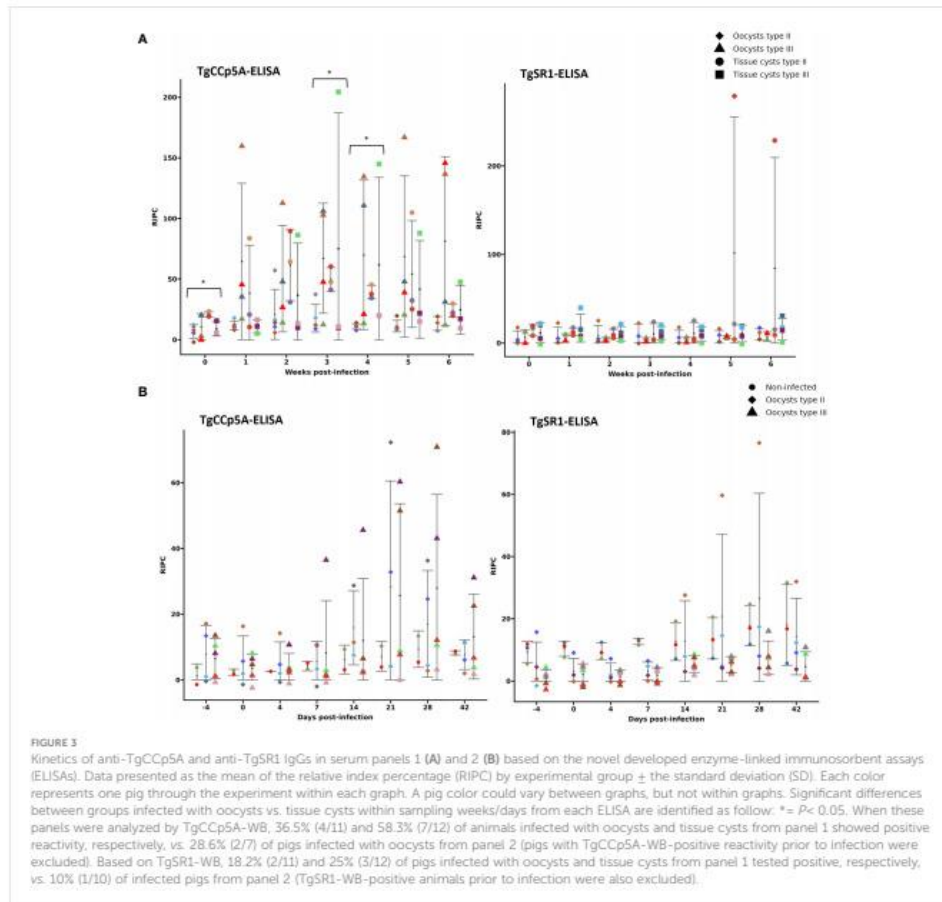 A
◆ Oocysts type II
▲ Oocysts type III
● Tissue cysts type II
■ Tissue cysts type III
TgCCp5A-ELISA
TgSR1-ELISA
*
*
*
RIPC
200
150
100
50
0
0 1 2 3 4 5 6
Weeks post-infection
RIPC
200
100
0
0 1 2 3 4 5 6
Weeks post-infection
B
● Non-infected
◆ Oocysts type II
▲ Oocysts type III
TgCCp5A-ELISA
TgSR1-ELISA
RIPC
60
40
20
0
-4 0 4 7 14 21 28 42
Days post-infection
RIPC
80
60
40
20
0
-4 0 4 7 14 21 28 42
Days post-infection
FIGURE 3
Kinetics of anti-TgCCp5A and anti-TgSR1 IgGs in serum panels 1 (A) and 2 (B) based on the novel developed enzyme-linked immunosorbent assays
(ELISAs). Data presented as the mean of the relative index percentage (RIPC) by experimental group ± the standard deviation (SD). Each color
represents one pig through the experiment within each graph. A pig color could vary between graphs, but not within graphs. Significant differences
between groups infected with oocysts vs. tissue cysts within sampling weeks/days from each ELISA are identified as follow: *= P< 0.05. When these
panels were analyzed by TgCCp5A-WB, 36.5% (4/11) and 58.3% (7/12) of animals infected with oocysts and tissue cysts from panel 1 showed positive
reactivity, respectively, vs. 28.6% (2/7) of pigs infected with oocysts from panel 2 (pigs with TgCCp5A-WB-positive reactivity prior to infection were
excluded). Based on TgSR1-WB, 18.2% (2/11) and 25% (3/12) of pigs infected with oocysts and tissue cysts from panel 1 tested positive, respectively,
vs. 10% (1/10) of infected pigs from panel 2 (TgSR1-WB-positive animals prior to infection were also excluded).